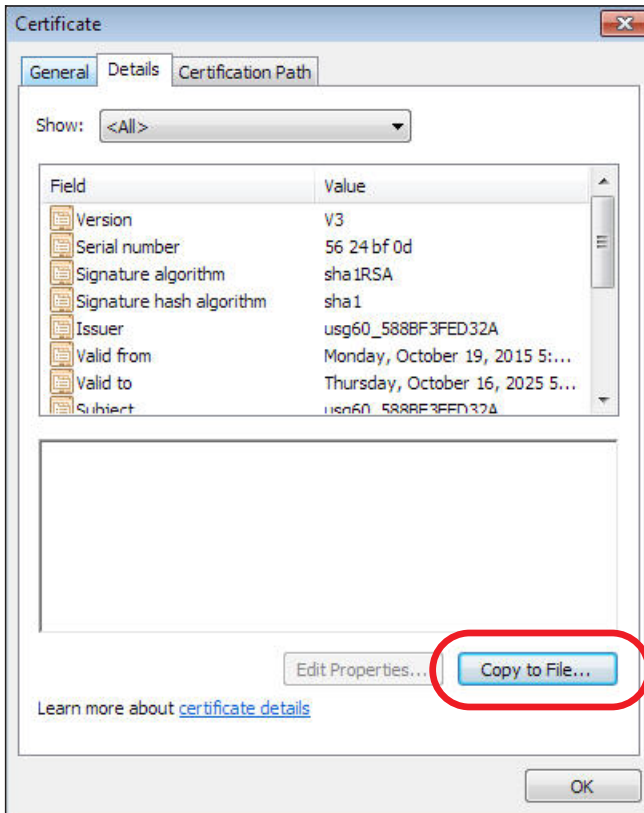 Certificate
General Details Certification Path
Show: <All>
Field Value
Version V3
Serial number 56 24 bf 0d
Signature algorithm sha1RSA
Signature hash algorithm sha1
Issuer usg60_588BF3FED32A
Valid from Monday, October 19, 2015 5:...
Valid to Thursday, October 16, 2025 5...
Subject usg60_588BF3FED32A
Edit Properties... Copy to File...
Learn more about certificate details
OK